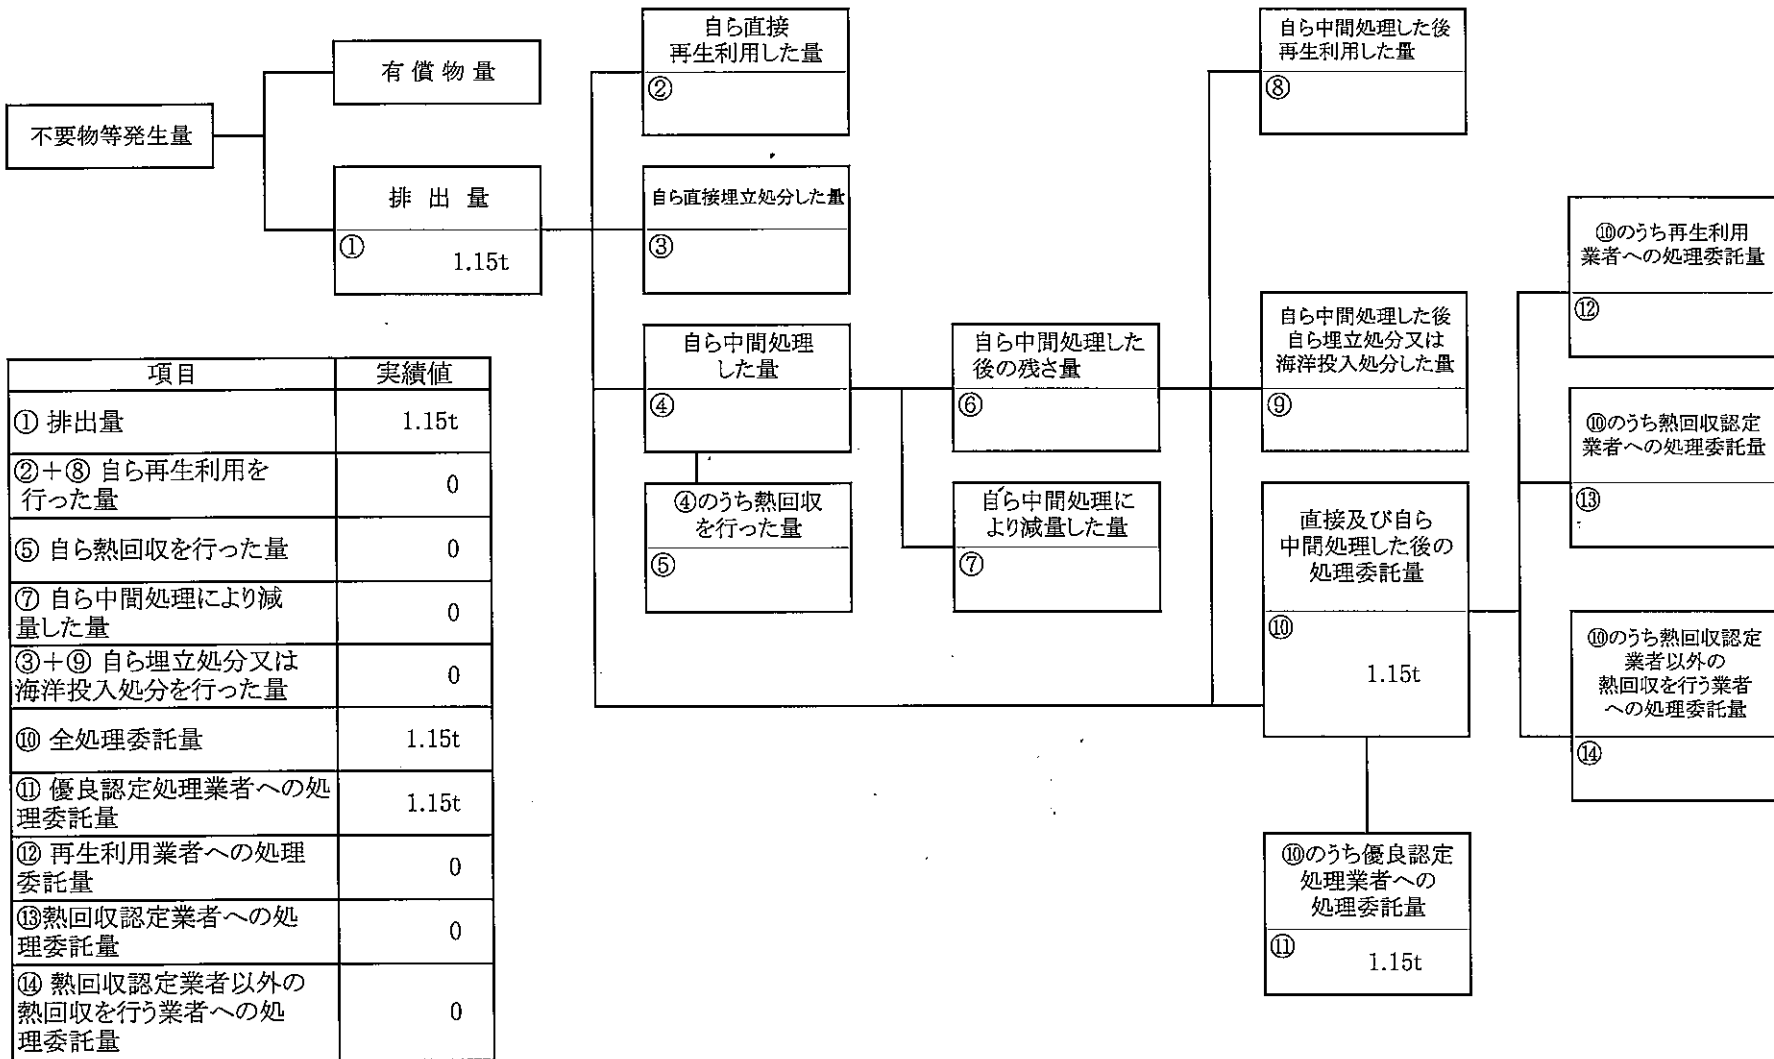 不要物等発生量
有償物量
排出量
①
1.15t
自ら直接
再生利用した量
②
自ら直接埋立処分した量
③
自ら中間処理
した量
④
④のうち熱回収
を行った量
⑤
自ら中間処理した
後の残さ量
⑥
自ら中間処理に
より減量した量
⑦
自ら中間処理した後
再生利用した量
⑧
自ら中間処理した後
自ら埋立処分又は
海洋投入処分した量
⑨
直接及び自ら
中間処理した後の
処理委託量
⑩
1.15t
⑩のうち優良認定
処理業者への
処理委託量
⑪
1.15t
⑩のうち再生利用
業者への処理委託量
⑫
⑩のうち熱回収認定
業者への処理委託量
⑬
⑩のうち熱回収認定
業者以外の
熱回収を行う業者
への処理委託量
⑭
項目 実績値
① 排出量 1.15t
②+⑧ 自ら再生利用を
行った量 0
⑤ 自ら熱回収を行った量 0
⑦ 自ら中間処理により減
量した量 0
③+⑨ 自ら埋立処分又は
海洋投入処分を行った量 0
⑩ 全処理委託量 1.15t
⑪ 優良認定処理業者への処
理委託量 1.15t
⑫ 再生利用業者への処理
委託量 0
⑬熱回収認定業者への処
理委託量 0
⑭ 熱回収認定業者以外の
熱回収を行う業者への処
理委託量 0